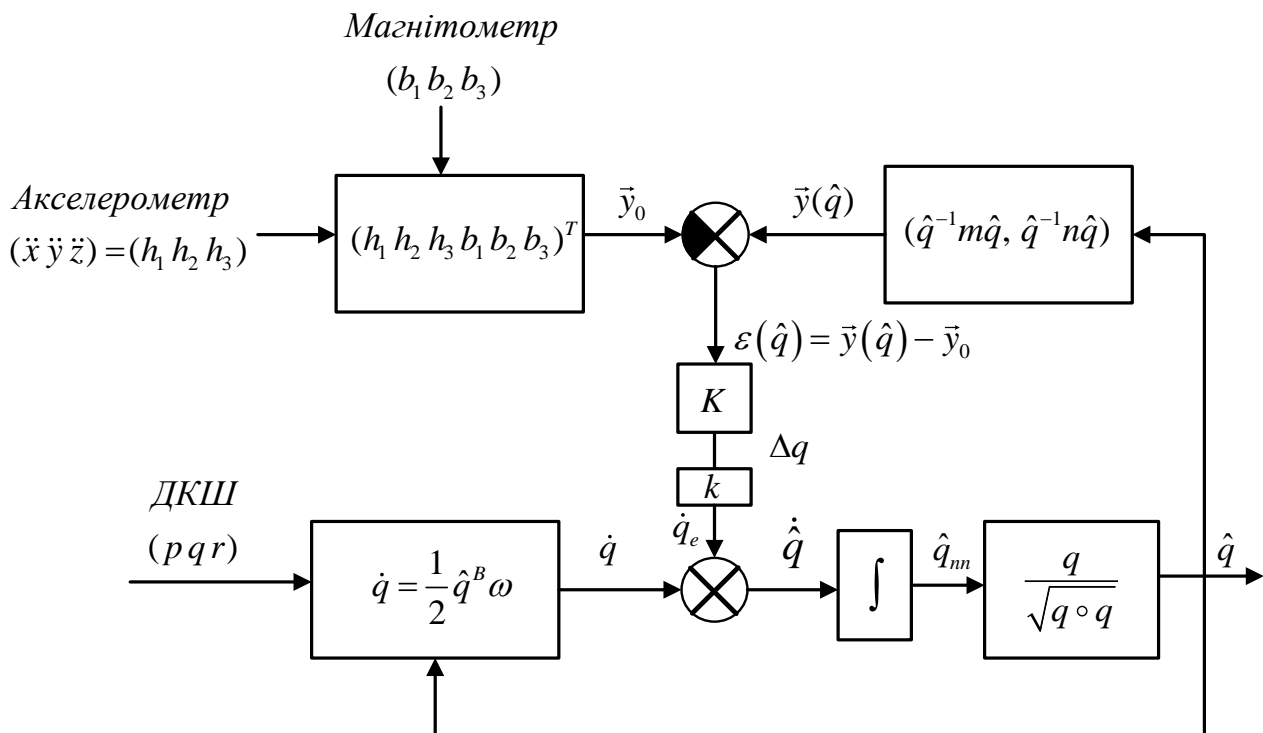 Магнітометр
(b₁ b₂ b₃)
Акселерометр
(ẍ ÿ z̈) = (h₁ h₂ h₃)
(h₁ h₂ h₃ b₁ b₂ b₃)ᵀ
y⃗₀
y⃗(q̂)
(q̂⁻¹mq̂, q̂⁻¹nq̂)
ε(q̂) = y⃗(q̂) − y⃗₀
K
Δq
k
ДКШ
(p q r)
q̇ = 1/2 q̂ᴮω
q̇
q̇ₑ
q̂̇
∫
q̂ₙₙ
q/√(q∘q)
q̂